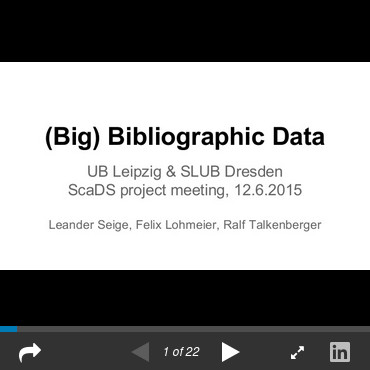 (Big) Bibliographic Data
UB Leipzig & SLUB Dresden
ScaDS project meeting, 12.6.2015
Leander Seige, Felix Lohmeier, Ralf Talkenberger
1 of 22
in